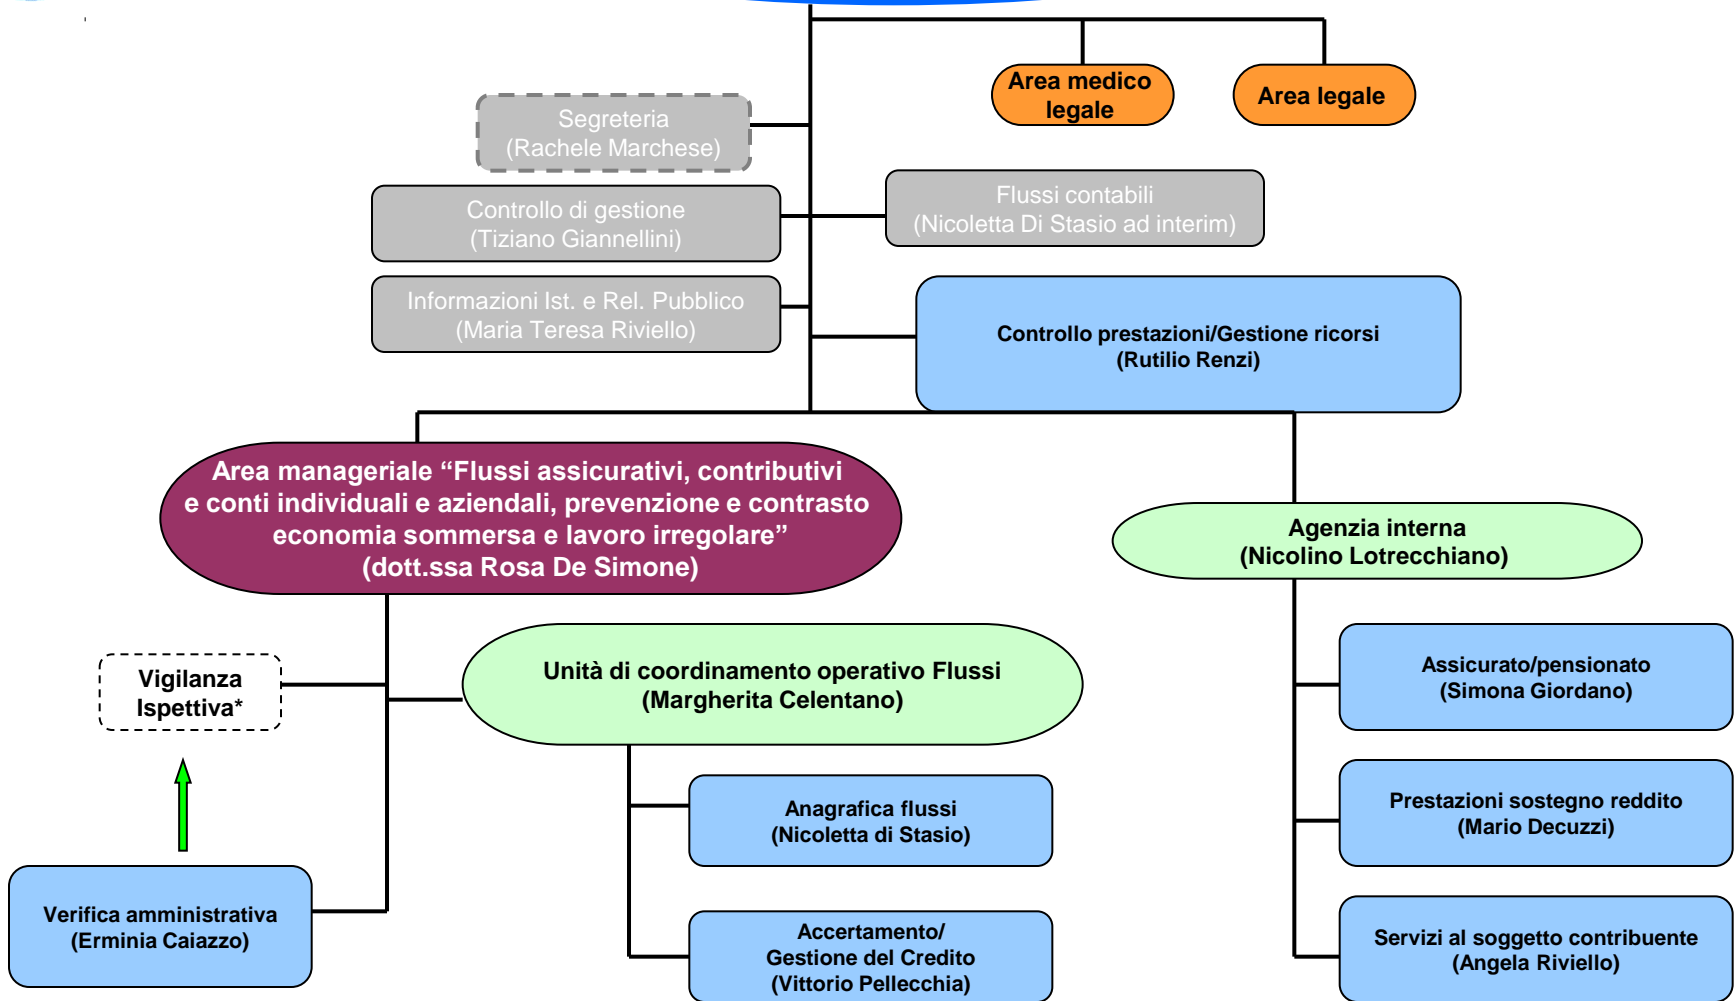 Area medico
legale
Area legale
Segreteria
(Rachele Marchese)
Controllo di gestione
(Tiziano Giannellini)
Flussi contabili
(Nicoletta Di Stasio ad interim)
Informazioni Ist. e Rel. Pubblico
(Maria Teresa Riviello)
Controllo prestazioni/Gestione ricorsi
(Rutilio Renzi)
Area manageriale “Flussi assicurativi, contributivi
e conti individuali e aziendali, prevenzione e contrasto
economia sommersa e lavoro irregolare”
(dott.ssa Rosa De Simone)
Agenzia interna
(Nicolino Lotrecchiano)
Vigilanza
Ispettiva*
Unità di coordinamento operativo Flussi
(Margherita Celentano)
Assicurato/pensionato
(Simona Giordano)
Anagrafica flussi
(Nicoletta di Stasio)
Prestazioni sostegno reddito
(Mario Decuzzi)
Verifica amministrativa
(Erminia Caiazzo)
Accertamento/
Gestione del Credito
(Vittorio Pellecchia)
Servizi al soggetto contribuente
(Angela Riviello)